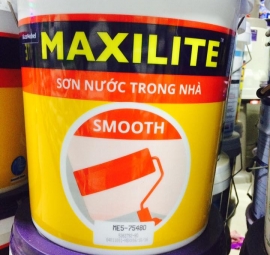 MAXILITE
SƠN NƯỚC TRONG NHÀ
SMOOTH
ME5-75480